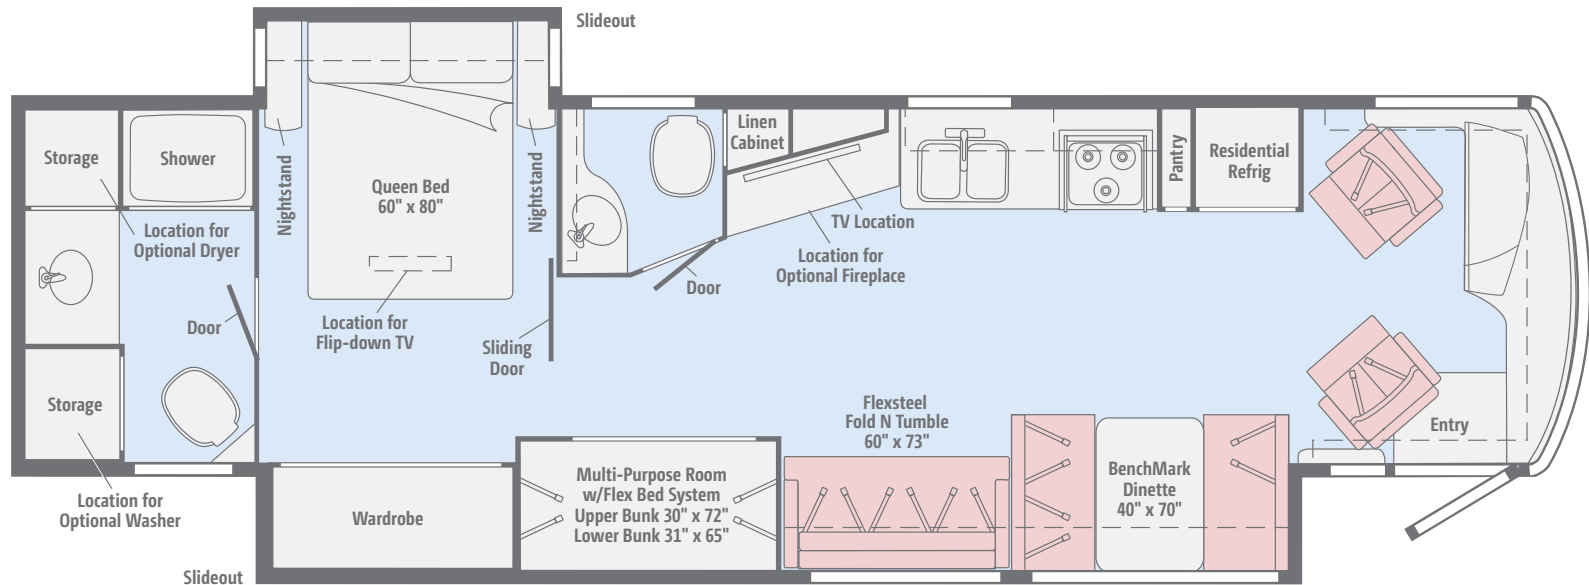 Slideout
Storage
Shower
Nightstand
Queen Bed
60" x 80"
Nightstand
Linen
Cabinet
Pantry
Residential
Refrig
Location for
Optional Dryer
TV Location
Location for
Optional Fireplace
Door
Door
Location for
Flip-down TV
Sliding
Door
Storage
Flexsteel
Fold N Tumble
60" x 73"
Entry
Multi-Purpose Room
w/Flex Bed System
Upper Bunk 30" x 72"
Lower Bunk 31" x 65"
BenchMark
Dinette
40" x 70"
Location for
Optional Washer
Wardrobe
Slideout